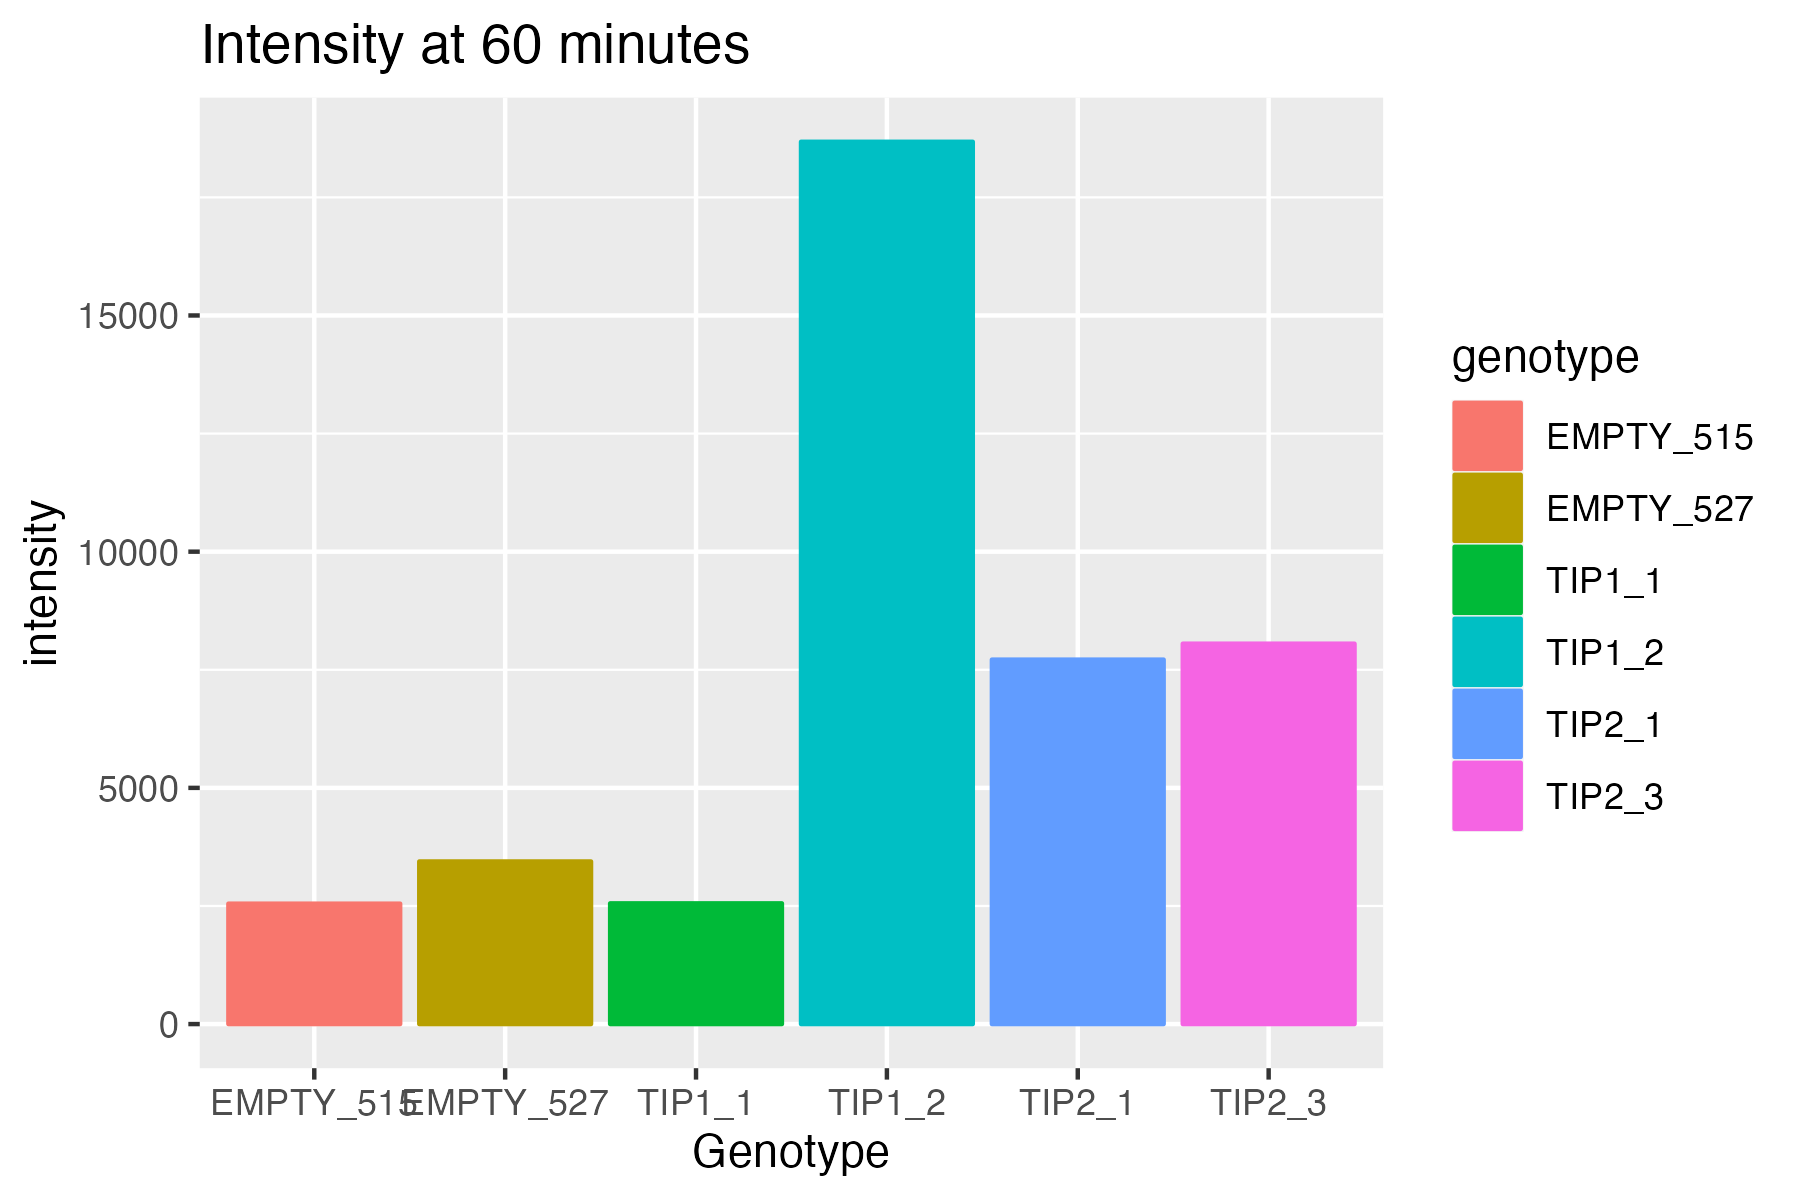 Intensity at 60 minutes
intensity
15000
10000
5000
0
EMPTY_515 EMPTY_527 TIP1_1 TIP1_2 TIP2_1 TIP2_3
Genotype
genotype
EMPTY_515
EMPTY_527
TIP1_1
TIP1_2
TIP2_1
TIP2_3